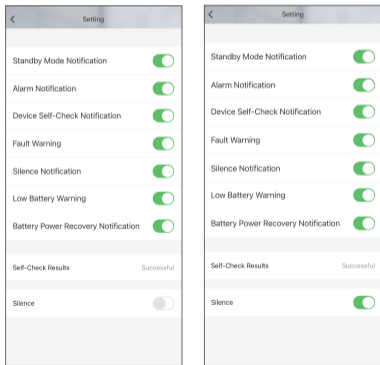 Setting
Standby Mode Notification
Alarm Notification
Device Self-Check Notification
Fault Warning
Silence Notification
Low Battery Warning
Battery Power Recovery Notification
Self-Check Results Successful
Silence
Setting
Standby Mode Notification
Alarm Notification
Device Self-Check Notification
Fault Warning
Silence Notification
Low Battery Warning
Battery Power Recovery Notification
Self-Check Results Successful
Silence